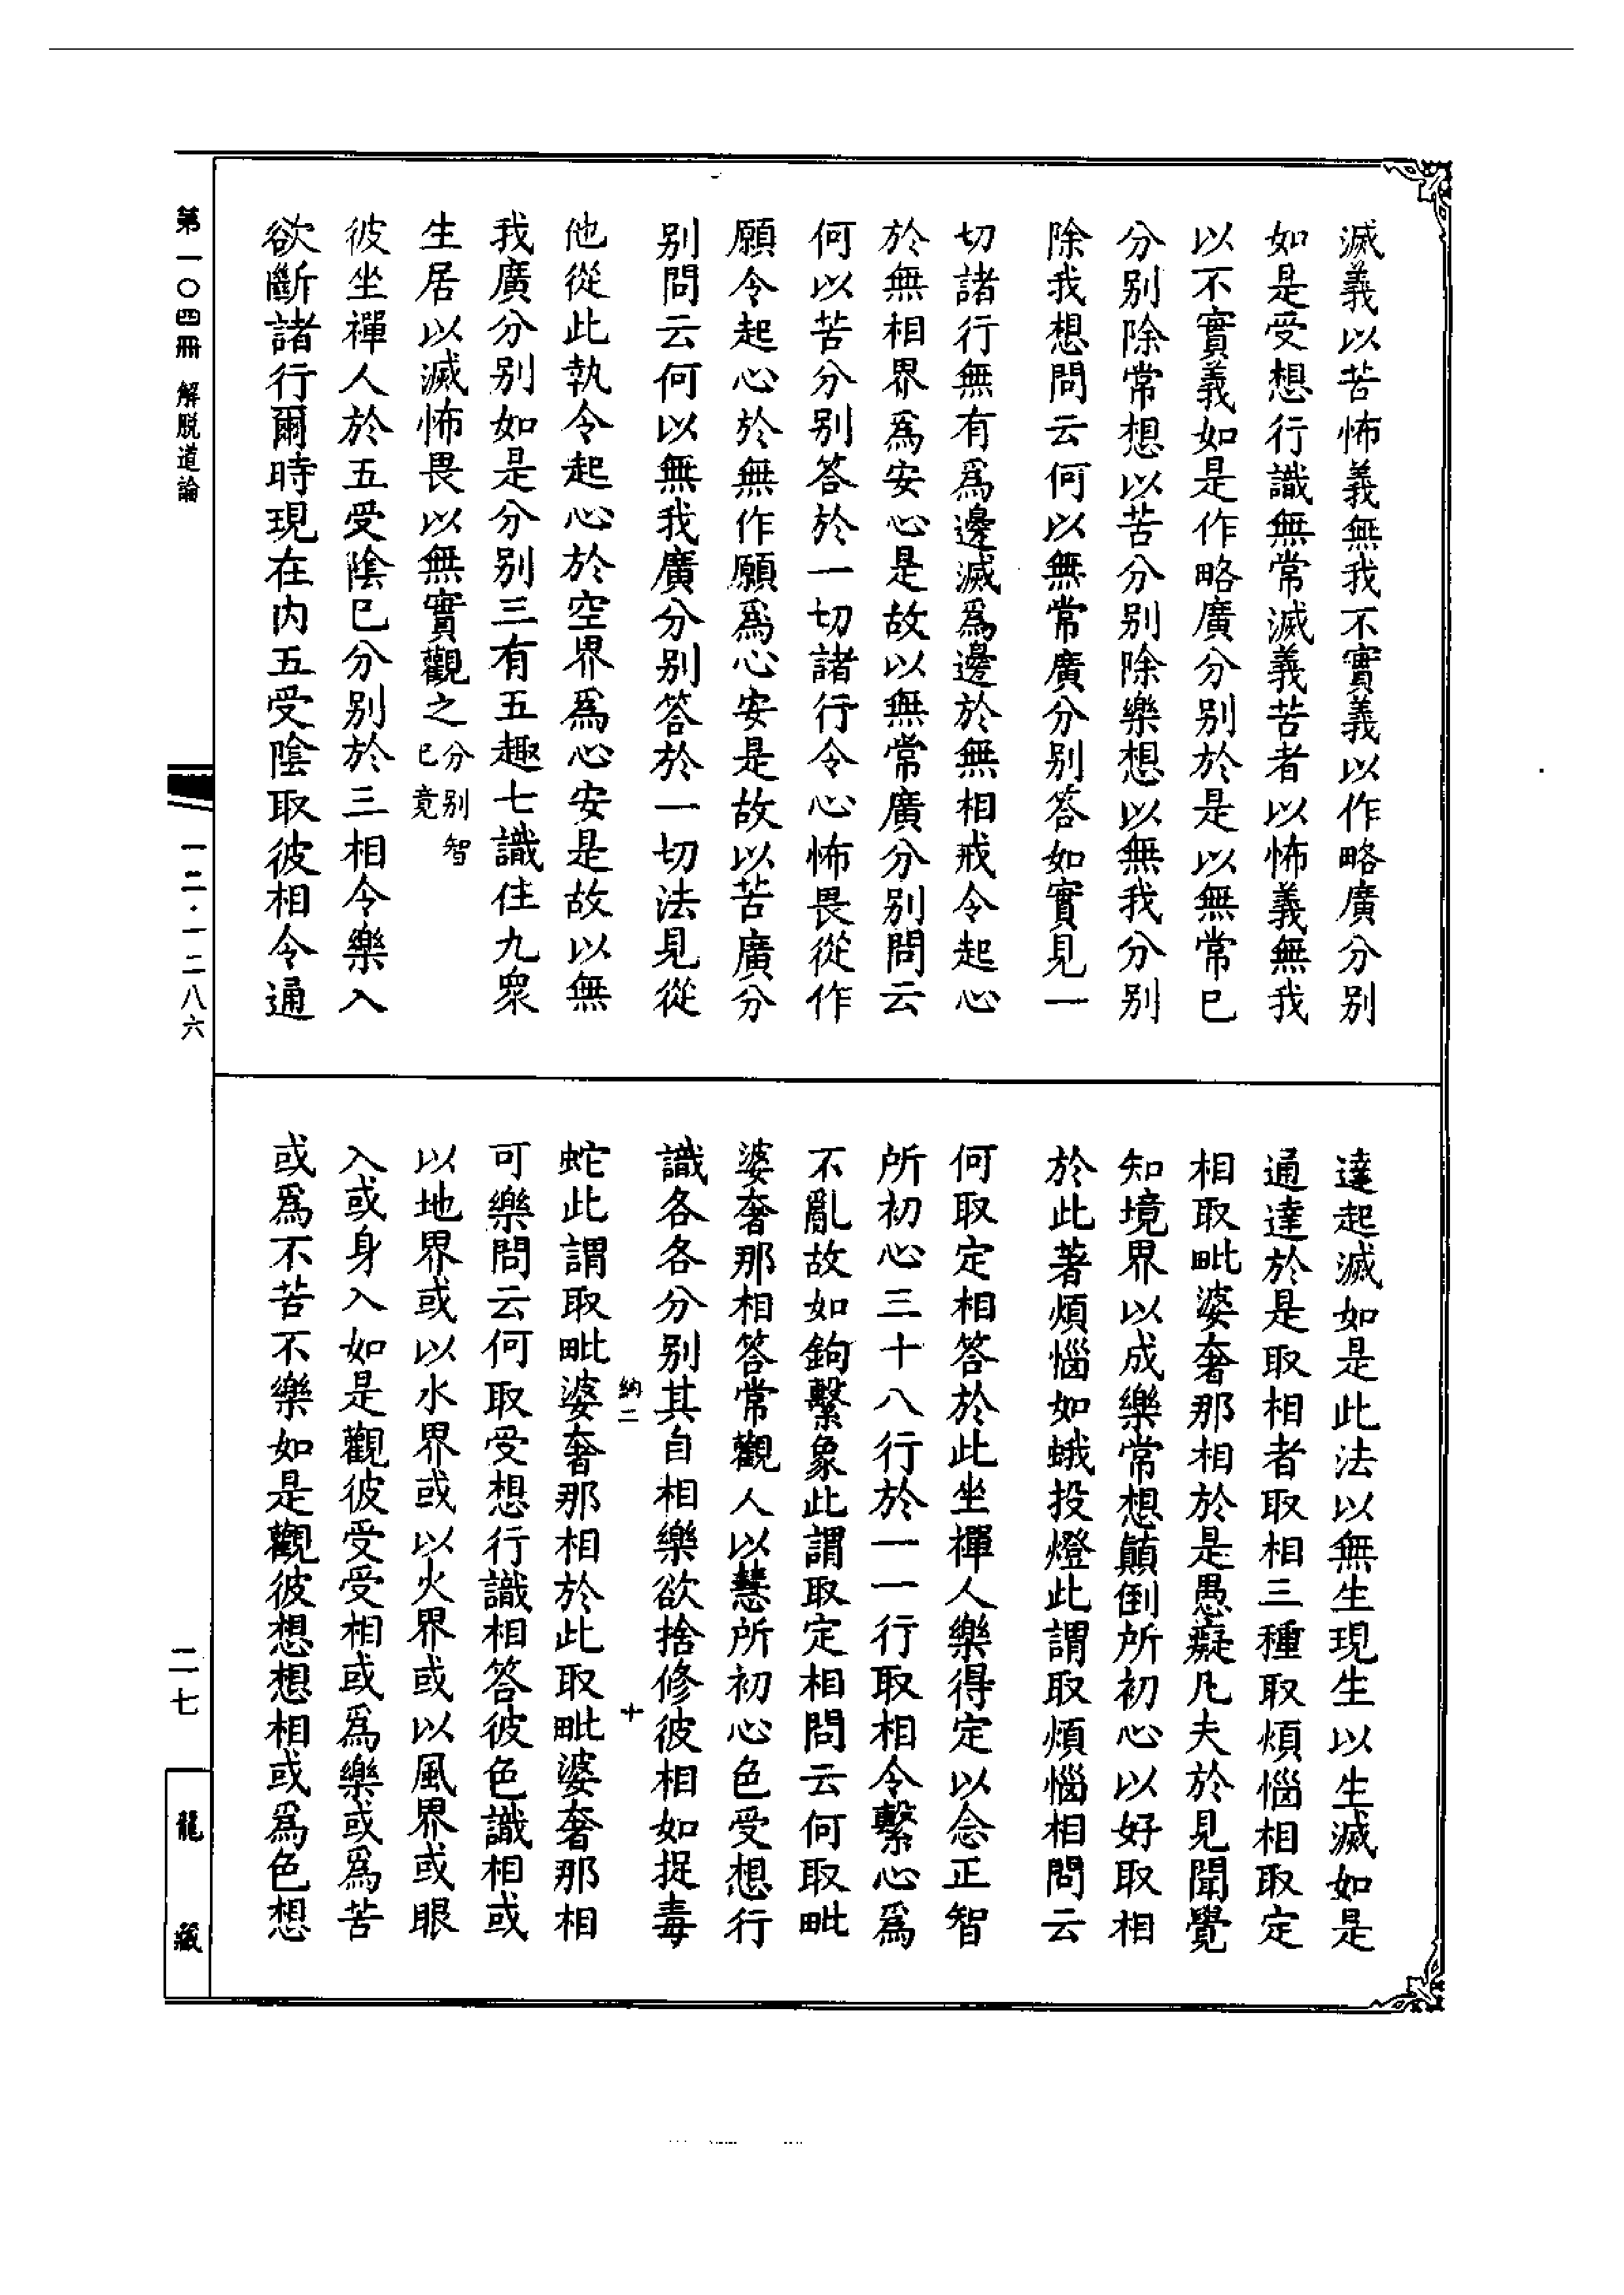 滅義以苦怖義無我不實義以作略廣分別
如是受想行識無常滅義苦者以怖義無我
以不實義如是作略廣分別於是以無常已
分別除常想以苦分別除樂想以無我分別
除我想問云何以無常廣分別答如實見一
切諸行無有為邊滅為邊於無相戒令起心
於無相界為安心是故以無常廣分別問云
何以苦分別答於一切諸行令心怖畏從作
願令起心於無作願為心安是故以苦廣分
別問云何以無我廣分別答於一切法見從
他從此執令起心於空界為心安是故以無
我廣分別如是分別三有五趣七識住九衆
生居以滅怖畏以無實觀之分別智已竟
彼坐禪人於五受陰已分別於三相令樂入
欲斷諸行爾時現在内五受陰取彼相令通
達起滅如是此法以無生現生以生滅如是
通達於是取相者取相三種取煩惱相取定
相取毗婆奢那相於是愚癡凡夫於見聞覺
知境界以成樂常想顛倒所初心以好取相
於此著煩惱如蛾投燈此謂取煩惱相問云
何取定相答於此坐禪人樂得定以念正智
所初心三十八行於一一行取相令繫心為
不亂故如鉤繫象此謂取定相問云何取毗
婆奢那相答常觀人以慧所初心色受想行
識各各分別其自相樂欲捨修彼相如捉毒
納二
十
蛇此謂取毗婆奢那相於此取毗婆奢那相
可樂問云何取受想行識相答彼色識相或
以地界或以水界或以火界或以風界或眼
入或身入如是觀彼受受相或為樂或為苦
或為不苦不樂如是觀彼想想相或為色想
第一〇四冊 解脱道論
一二·一二八六
二七
龍藏